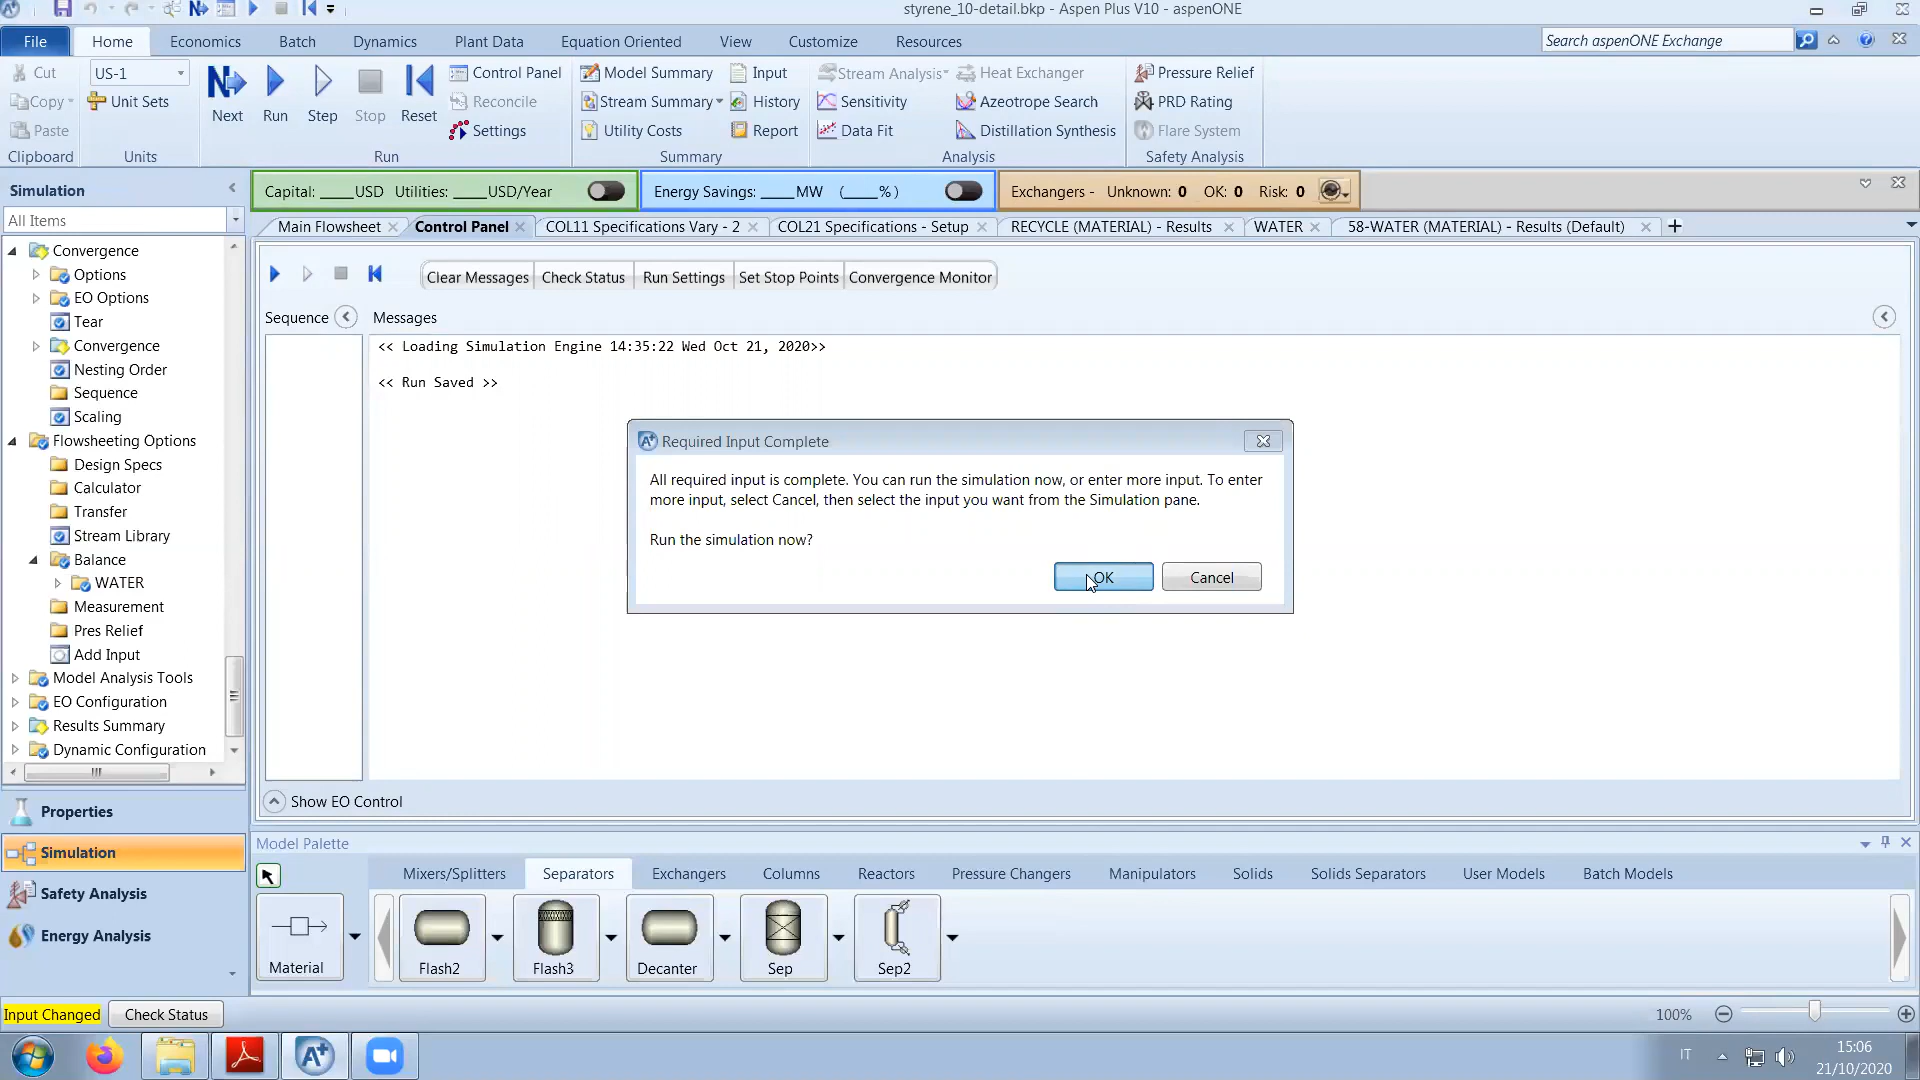 styrene_10-detail.bkp - Aspen Plus V10 - aspenONE
File
Home
Economics
Batch
Dynamics
Plant Data
Equation Oriented
View
Customize
Resources
Search aspenONE Exchange
Cut
Copy
Paste
Clipboard
US-1
Unit Sets
Units
Next
Run
Step
Stop
Reset
Control Panel
Reconcile
Settings
Run
Model Summary
Stream Summary
Utility Costs
Input
History
Report
Summary
Stream Analysis
Sensitivity
Data Fit
Heat Exchanger
Azeotrope Search
Distillation Synthesis
Analysis
Pressure Relief
PRD Rating
Flare System
Safety Analysis
Simulation
All Items
Capital: ____USD Utilities: ____USD/Year
Energy Savings: ____MW (____%)
Exchangers - Unknown: 0 OK: 0 Risk: 0
Main Flowsheet
Control Panel
COL11 Specifications Vary - 2
COL21 Specifications - Setup
RECYCLE (MATERIAL) - Results
WATER
58-WATER (MATERIAL) - Results (Default)
Convergence
Options
EO Options
Tear
Convergence
Nesting Order
Sequence
Scaling
Flowsheeting Options
Design Specs
Calculator
Transfer
Stream Library
Balance
WATER
Measurement
Pres Relief
Add Input
Model Analysis Tools
EO Configuration
Results Summary
Dynamic Configuration
Clear Messages
Check Status
Run Settings
Set Stop Points
Convergence Monitor
Sequence
Messages
<< Loading Simulation Engine 14:35:22 Wed Oct 21, 2020>>
<< Run Saved >>
Required Input Complete
All required input is complete. You can run the simulation now, or enter more input. To enter
more input, select Cancel, then select the input you want from the Simulation pane.
Run the simulation now?
OK
Cancel
Show EO Control
Properties
Simulation
Safety Analysis
Energy Analysis
Model Palette
Mixers/Splitters
Separators
Exchangers
Columns
Reactors
Pressure Changers
Manipulators
Solids
Solids Separators
User Models
Batch Models
Material
Flash2
Flash3
Decanter
Sep
Sep2
Input Changed
Check Status
100%
IT
15:06
21/10/2020